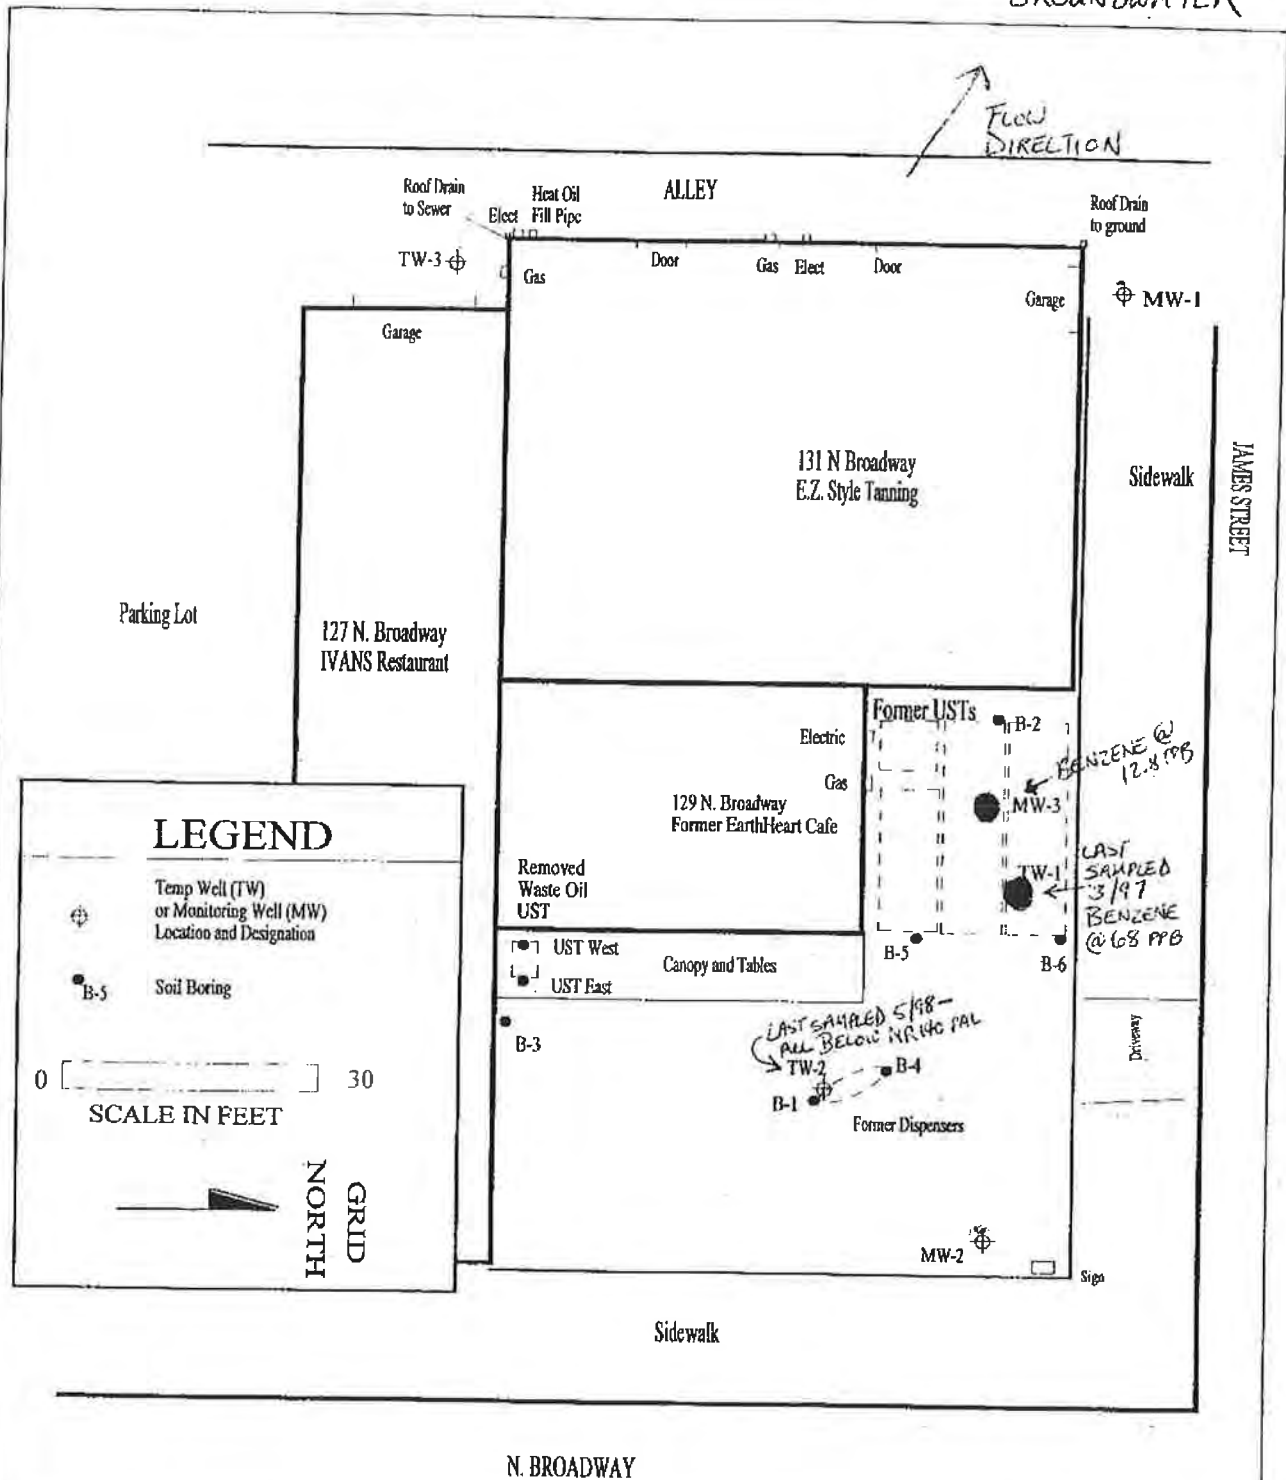 GROUNDWATER
FLOW
DIRECTION
ALLEY
Roof Drain
to Sewer
Elect
Heat Oil
Fill Pipe
Roof Drain
to ground
TW-3
Gas
Door
Gas
Elect
Door
Garage
MW-1
Garage
JAMES STREET
Sidewalk
131 N Broadway
E.Z. Style Tanning
Parking Lot
127 N. Broadway
IVANS Restaurant
Former USTs
B-2
Electric
Gas
BENZENE @
12.8 PPB
MW-3
129 N. Broadway
Former EarthHeart Cafe
TW-1
LAST
SAMPLED
3/97
BENZENE
@ 68 PPB
Removed
Waste Oil
UST
UST West
UST East
Canopy and Tables
B-5
B-6
B-3
LAST SAMPLED 5/98 -
ALL BELOW NR140 PAL
TW-2
B-4
B-1
Former Dispensers
Driveway
MW-2
Sign
Sidewalk
N. BROADWAY
LEGEND
Temp Well (TW)
or Monitoring Well (MW)
Location and Designation
B-5
Soil Boring
0 30
SCALE IN FEET
GRID
NORTH